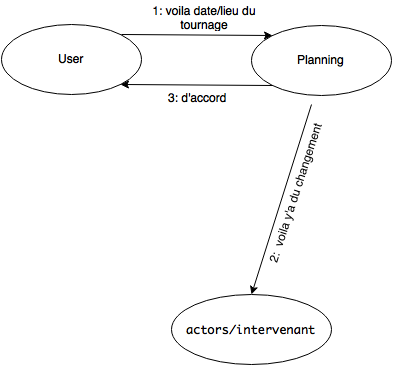 1: voila date/lieu du
tournage
User
Planning
3: d'accord
2:  voila y'a du changement
actors/intervenant